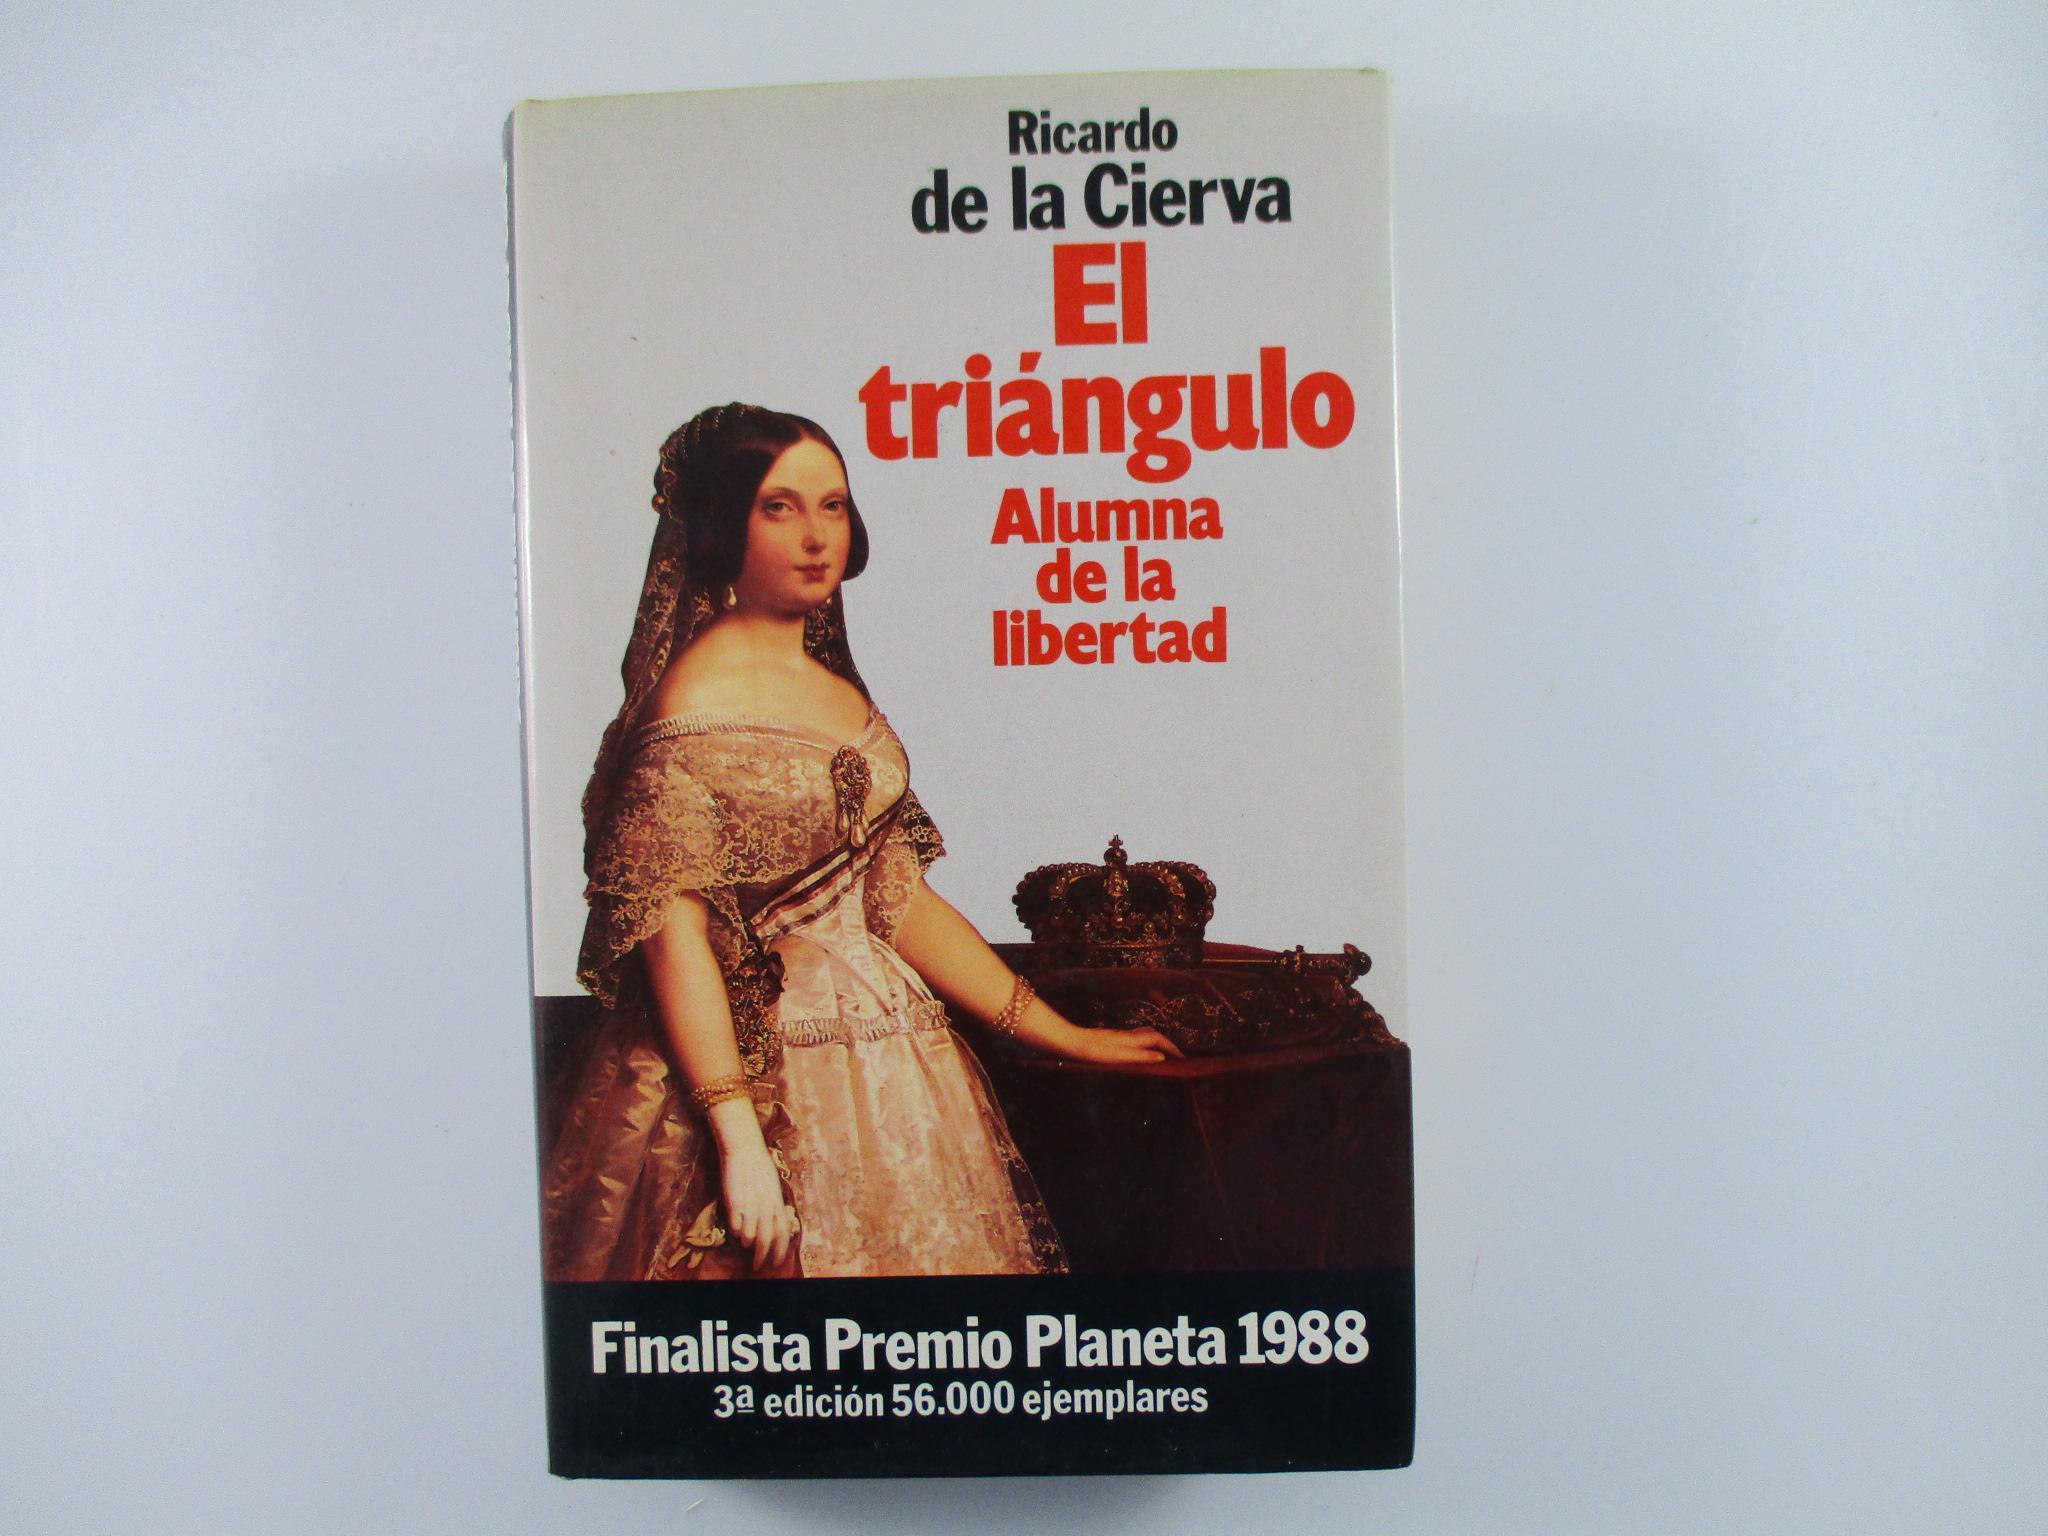 Ricardo
de la Cierva
El
triángulo
Alumna
de la
libertad
Finalista Premio Planeta 1988
3ª edición 56.000 ejemplares